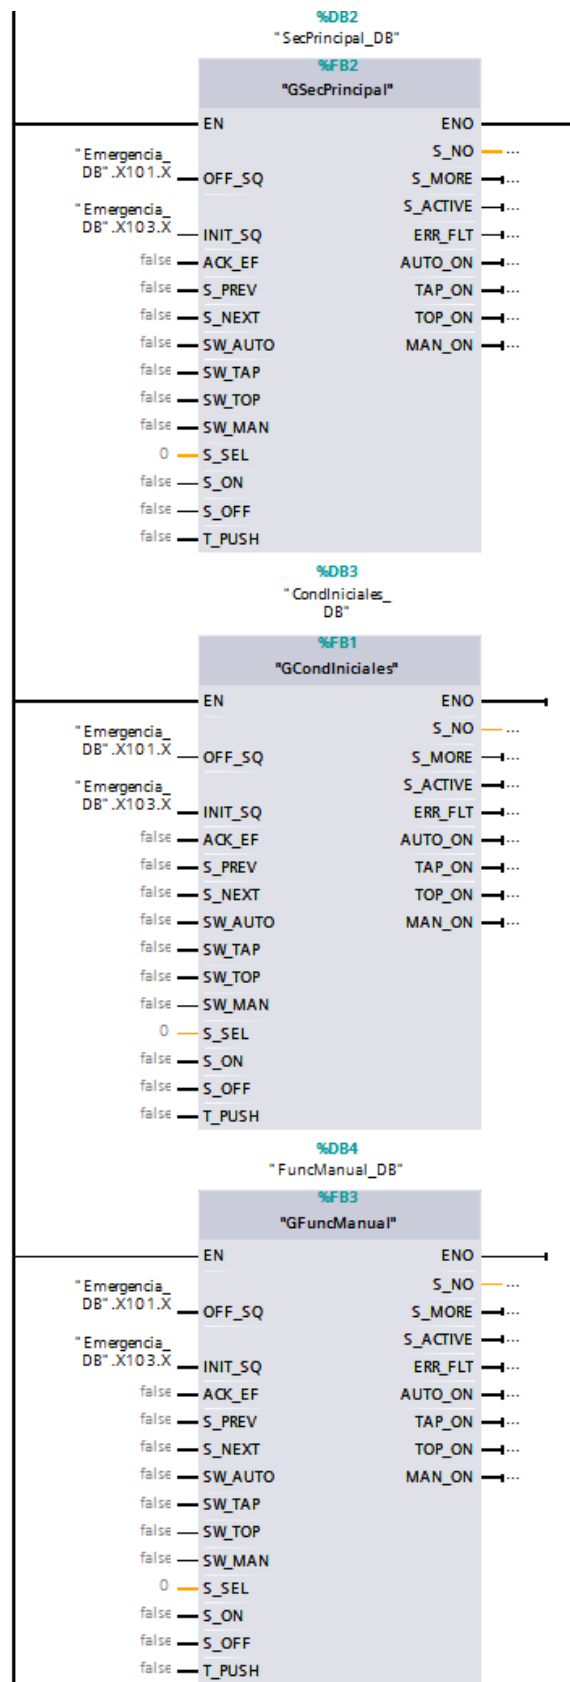 %DB2
"SecPrincipal_DB"
%FB2
"GSecPrincipal"
EN ENO
S_NO ...
"Emergencia_
DB".X101.X OFF_SQ S_MORE ...
S_ACTIVE ...
"Emergencia_
DB".X103.X INIT_SQ ERR_FLT ...
false ACK_EF AUTO_ON ...
false S_PREV TAP_ON ...
false S_NEXT TOP_ON ...
false SW_AUTO MAN_ON ...
false SW_TAP
false SW_TOP
false SW_MAN
0 S_SEL
false S_ON
false S_OFF
false T_PUSH
%DB3
"CondIniciales_
DB"
%FB1
"GCondIniciales"
EN ENO
S_NO ...
"Emergencia_
DB".X101.X OFF_SQ S_MORE ...
S_ACTIVE ...
"Emergencia_
DB".X103.X INIT_SQ ERR_FLT ...
false ACK_EF AUTO_ON ...
false S_PREV TAP_ON ...
false S_NEXT TOP_ON ...
false SW_AUTO MAN_ON ...
false SW_TAP
false SW_TOP
false SW_MAN
0 S_SEL
false S_ON
false S_OFF
false T_PUSH
%DB4
"FuncManual_DB"
%FB3
"GFuncManual"
EN ENO
S_NO ...
"Emergencia_
DB".X101.X OFF_SQ S_MORE ...
S_ACTIVE ...
"Emergencia_
DB".X103.X INIT_SQ ERR_FLT ...
false ACK_EF AUTO_ON ...
false S_PREV TAP_ON ...
false S_NEXT TOP_ON ...
false SW_AUTO MAN_ON ...
false SW_TAP
false SW_TOP
false SW_MAN
0 S_SEL
false S_ON
false S_OFF
false T_PUSH